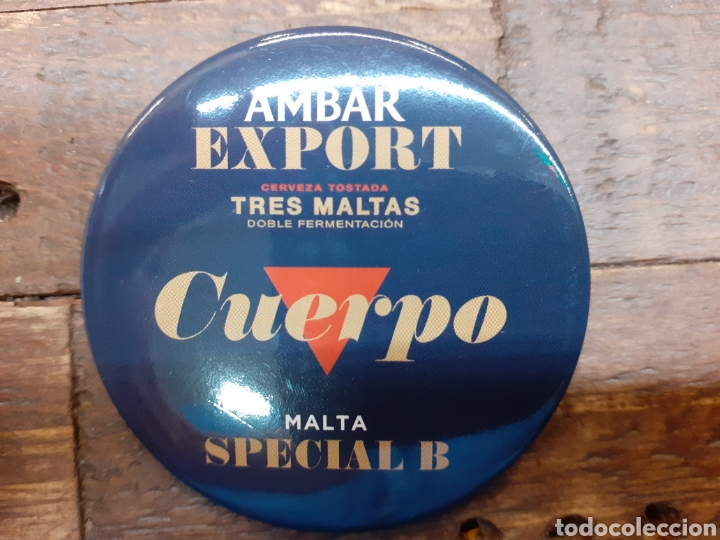 AMBAR
EXPORT
CERVEZA TOSTADA
TRES MALTAS
DOBLE FERMENTACIÓN
Cuerpo
MALTA
SPECIAL B
todocoleccion